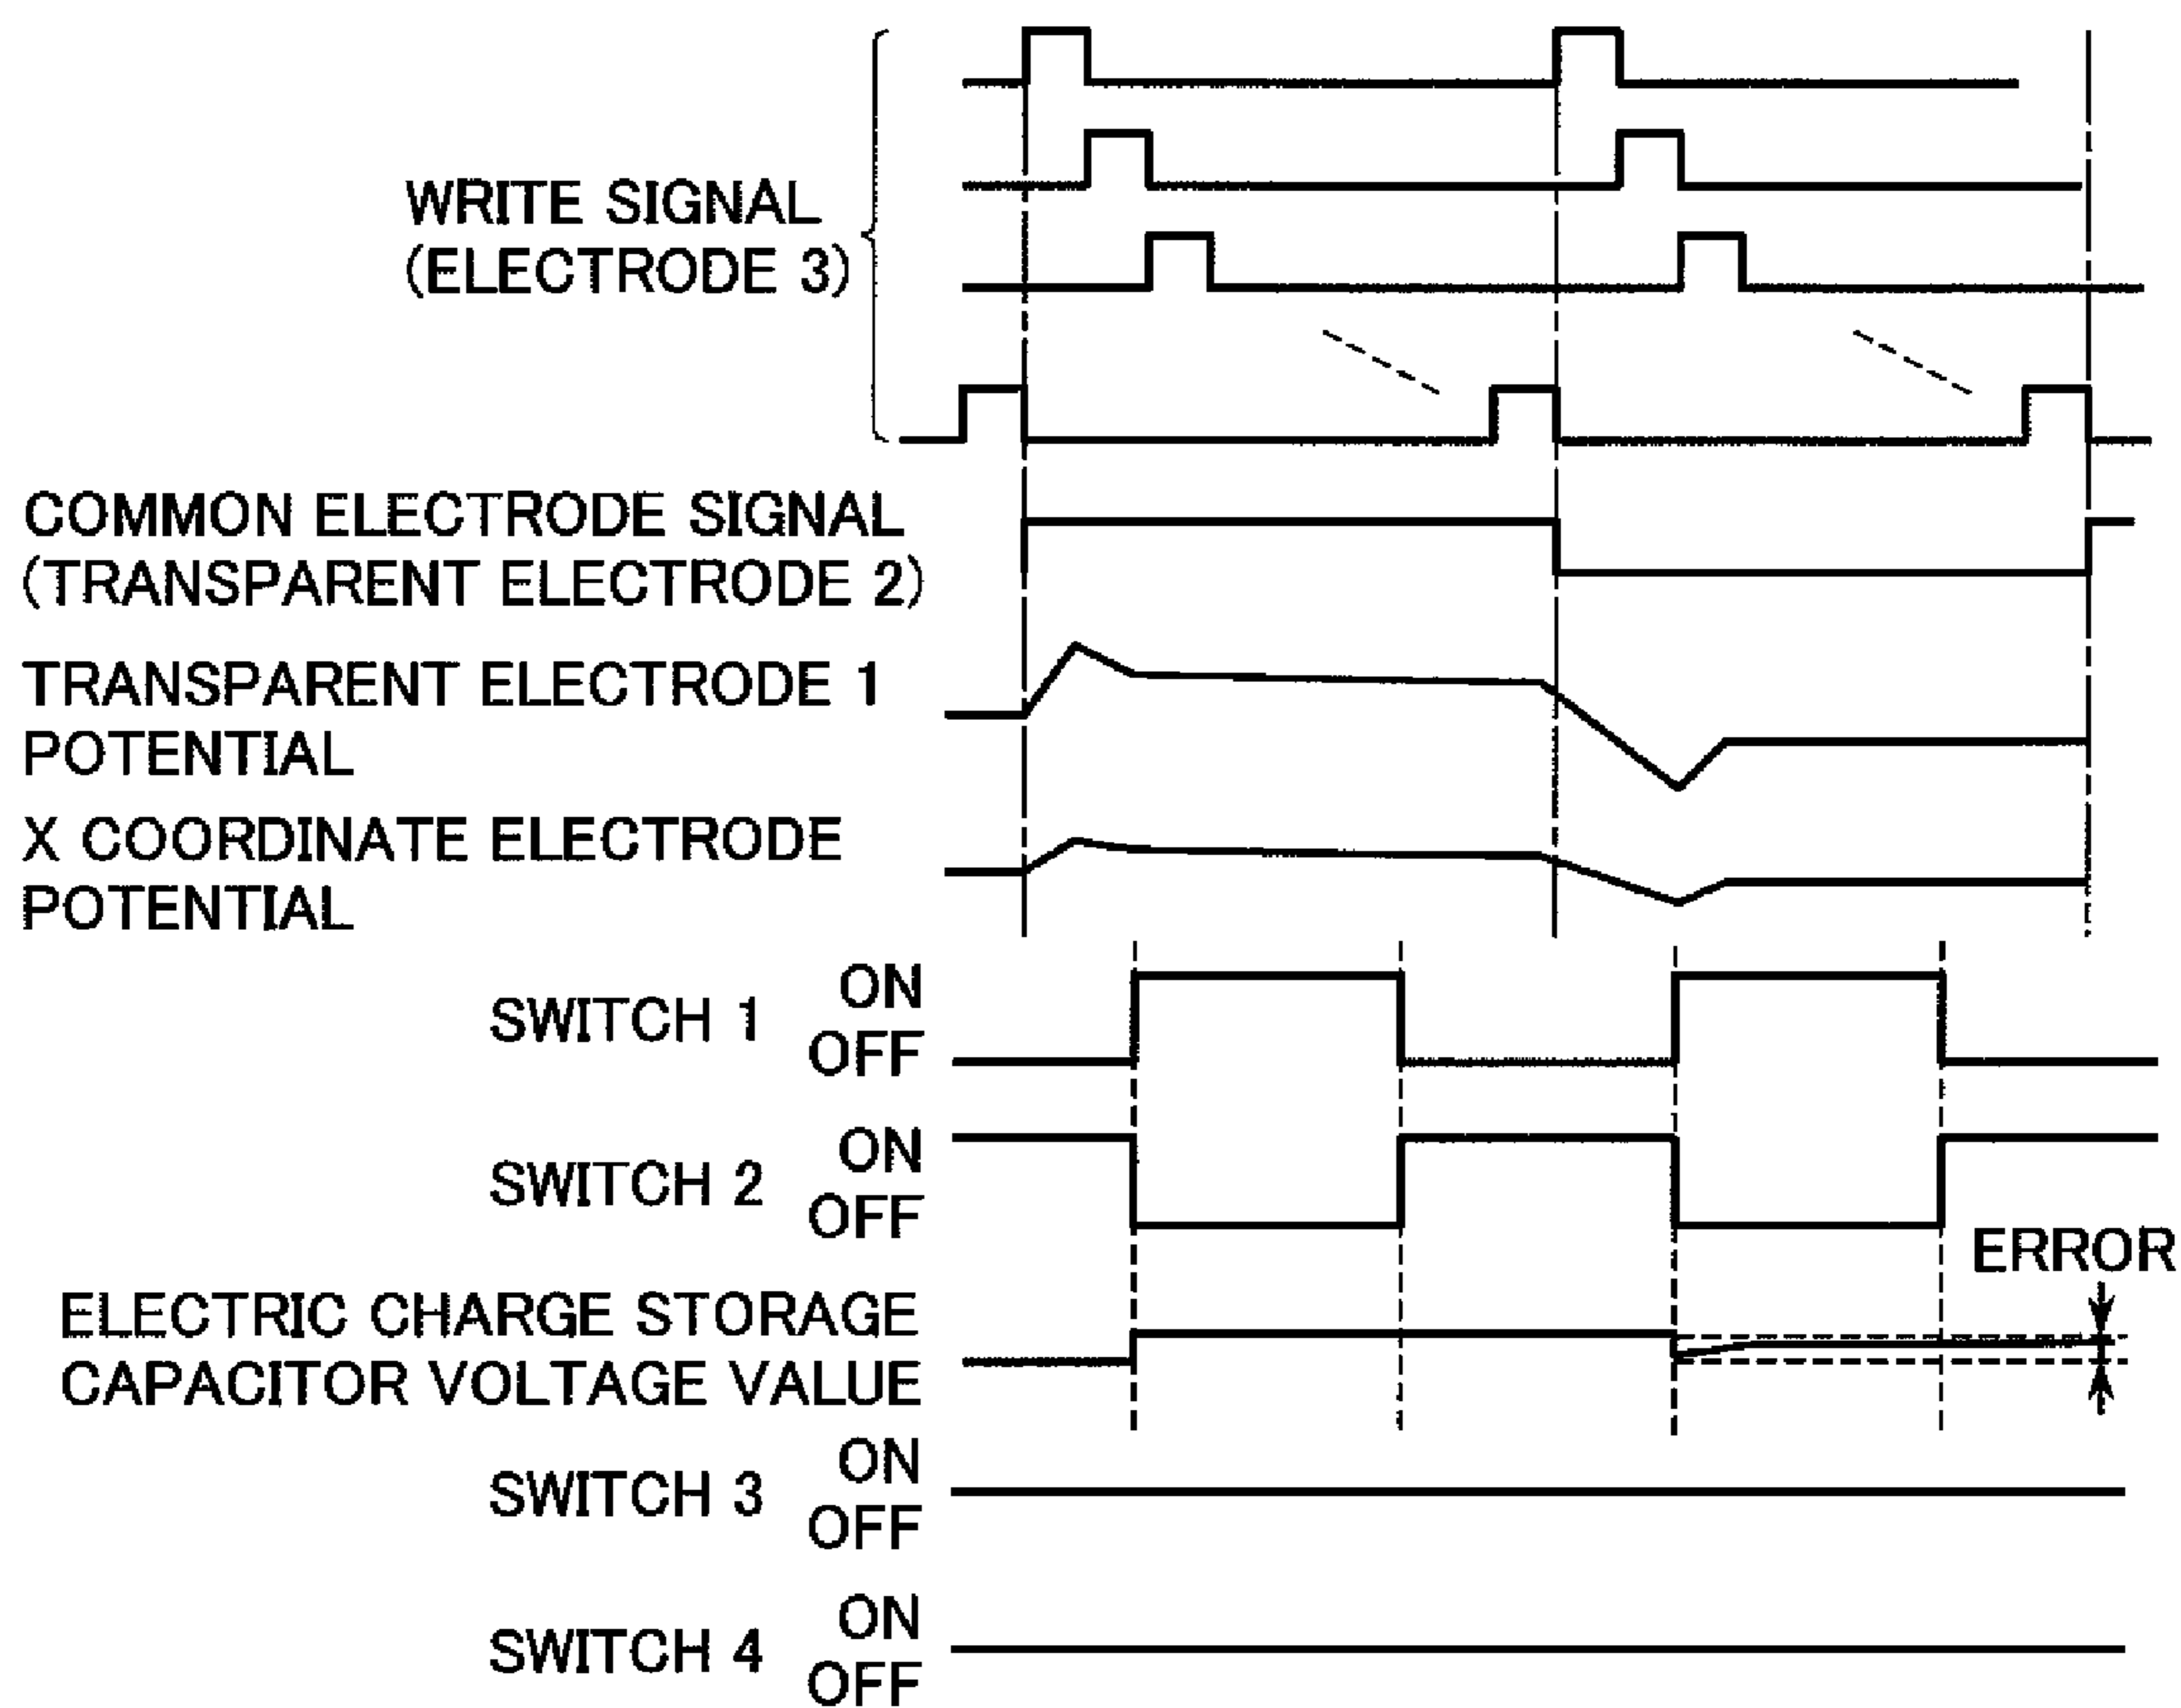 WRITE SIGNAL
(ELECTRODE 3)
COMMON ELECTRODE SIGNAL
(TRANSPARENT ELECTRODE 2)
TRANSPARENT ELECTRODE 1
POTENTIAL
X COORDINATE ELECTRODE
POTENTIAL
SWITCH 1
ON
OFF
SWITCH 2
ON
OFF
ERROR
ELECTRIC CHARGE STORAGE
CAPACITOR VOLTAGE VALUE
SWITCH 3
ON
OFF
SWITCH 4
ON
OFF